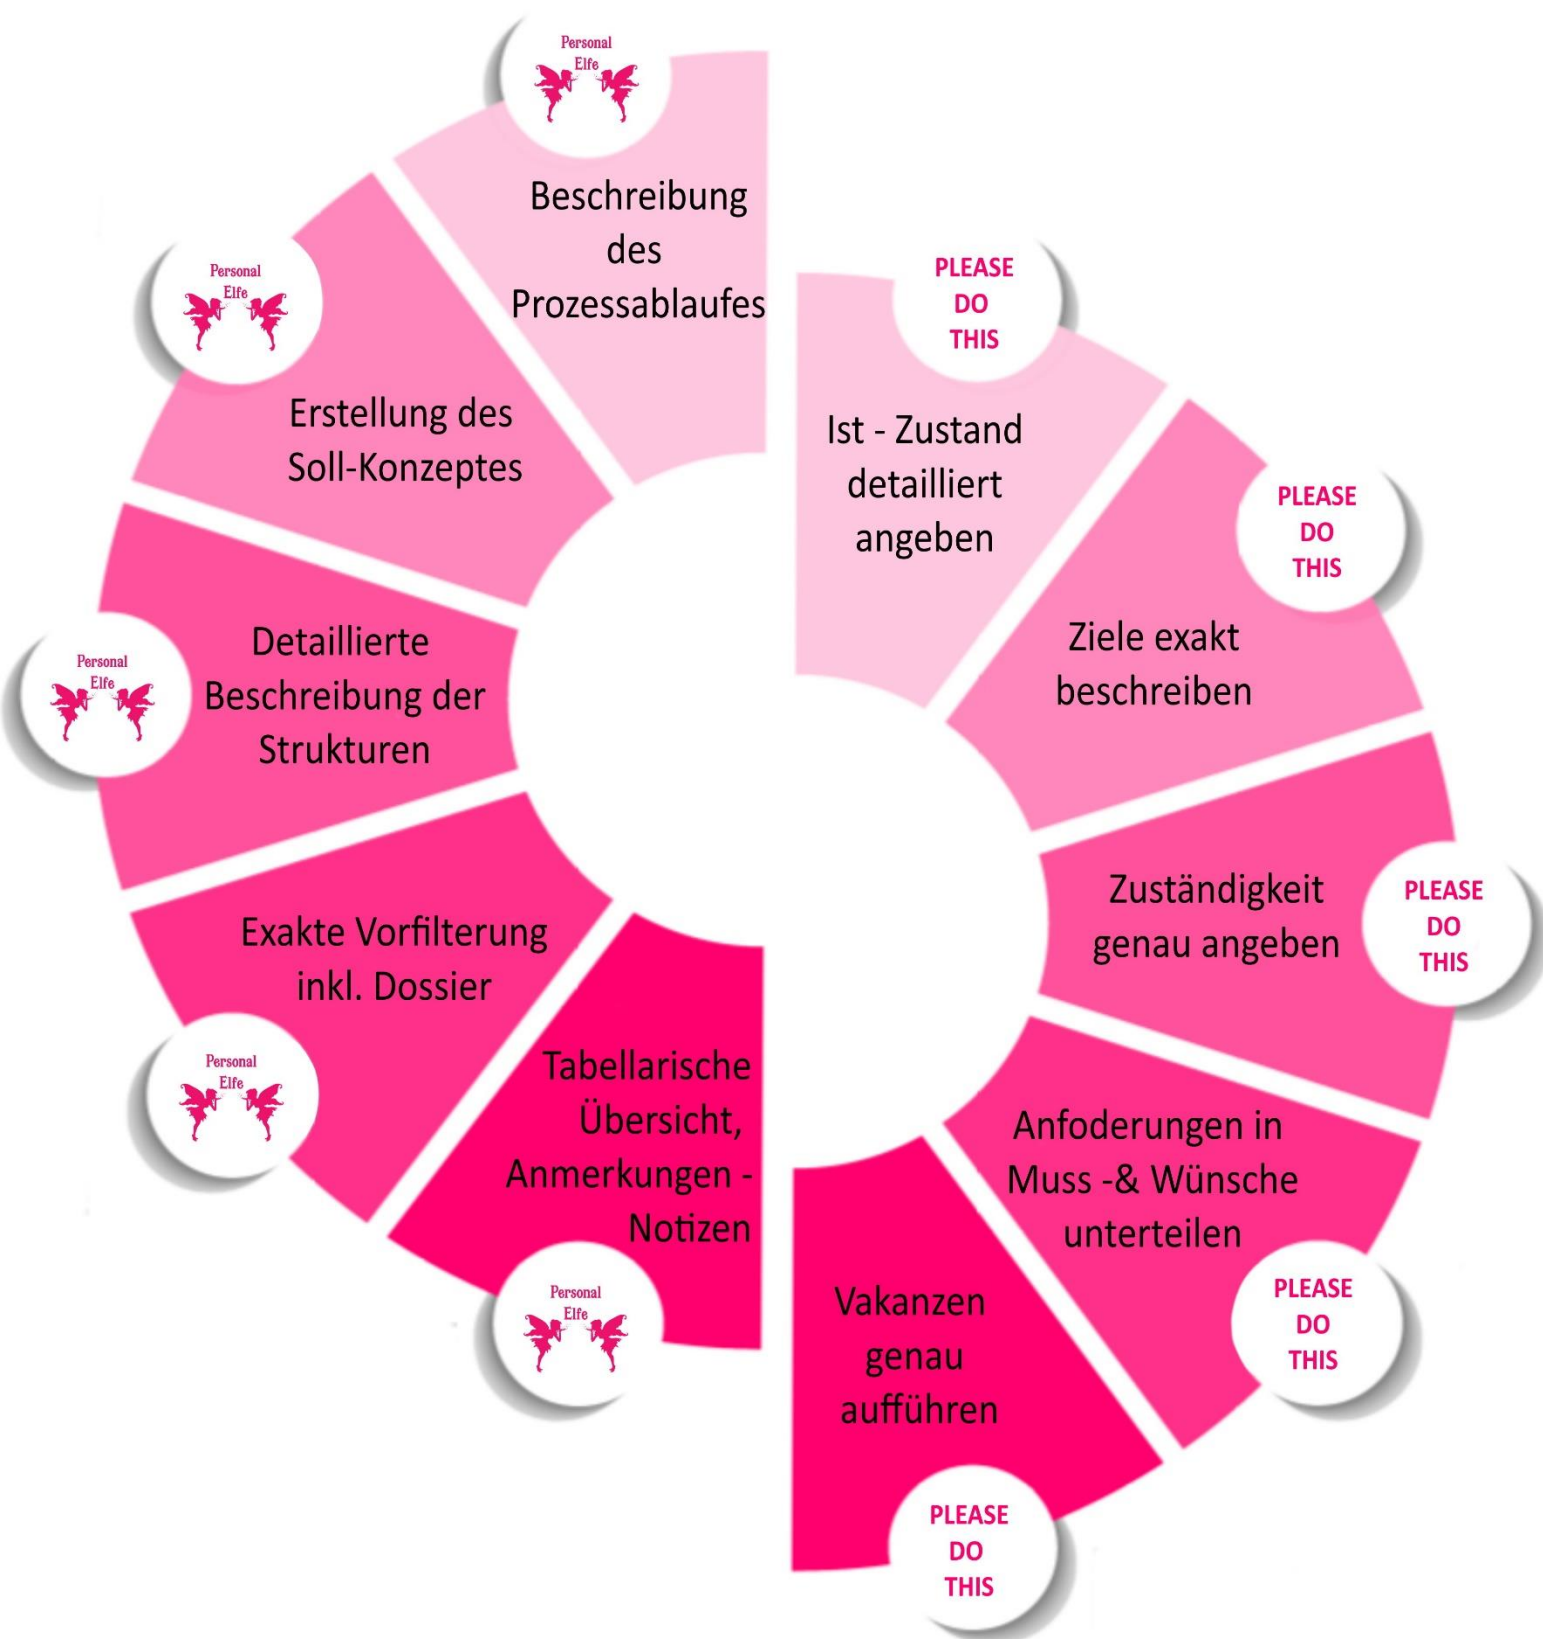 Personal
Elfe
Beschreibung
des
Prozessablaufes
Personal
Elfe
Erstellung des
Soll-Konzeptes
Personal
Elfe
Detaillierte
Beschreibung der
Strukturen
Personal
Elfe
Exakte Vorfilterung
inkl. Dossier
Personal
Elfe
Tabellarische
Übersicht,
Anmerkungen -
Notizen
PLEASE
DO
THIS
Ist - Zustand
detailliert
angeben
PLEASE
DO
THIS
Ziele exakt
beschreiben
PLEASE
DO
THIS
Zuständigkeit
genau angeben
PLEASE
DO
THIS
Anfoderungen in
Muss -& Wünsche
unterteilen
PLEASE
DO
THIS
Vakanzen
genau
aufführen